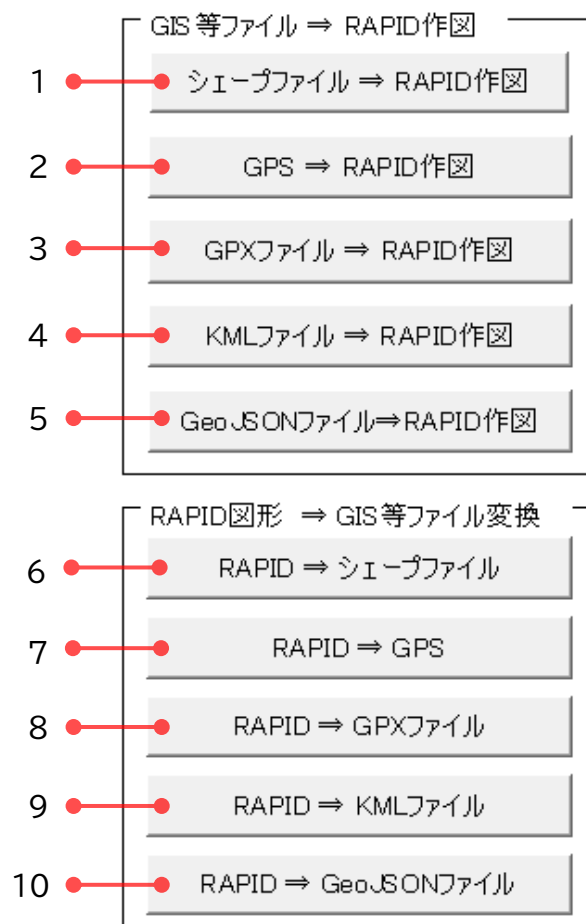 GIS 等ファイル ⇒ RAPID作図
1 シェープファイル ⇒ RAPID作図
2 GPS ⇒ RAPID作図
3 GPXファイル ⇒ RAPID作図
4 KMLファイル ⇒ RAPID作図
5 GeoJSONファイル⇒RAPID作図
RAPID図形 ⇒ GIS等ファイル変換
6 RAPID ⇒ シェープファイル
7 RAPID ⇒ GPS
8 RAPID ⇒ GPXファイル
9 RAPID ⇒ KMLファイル
10 RAPID ⇒ GeoJSONファイル